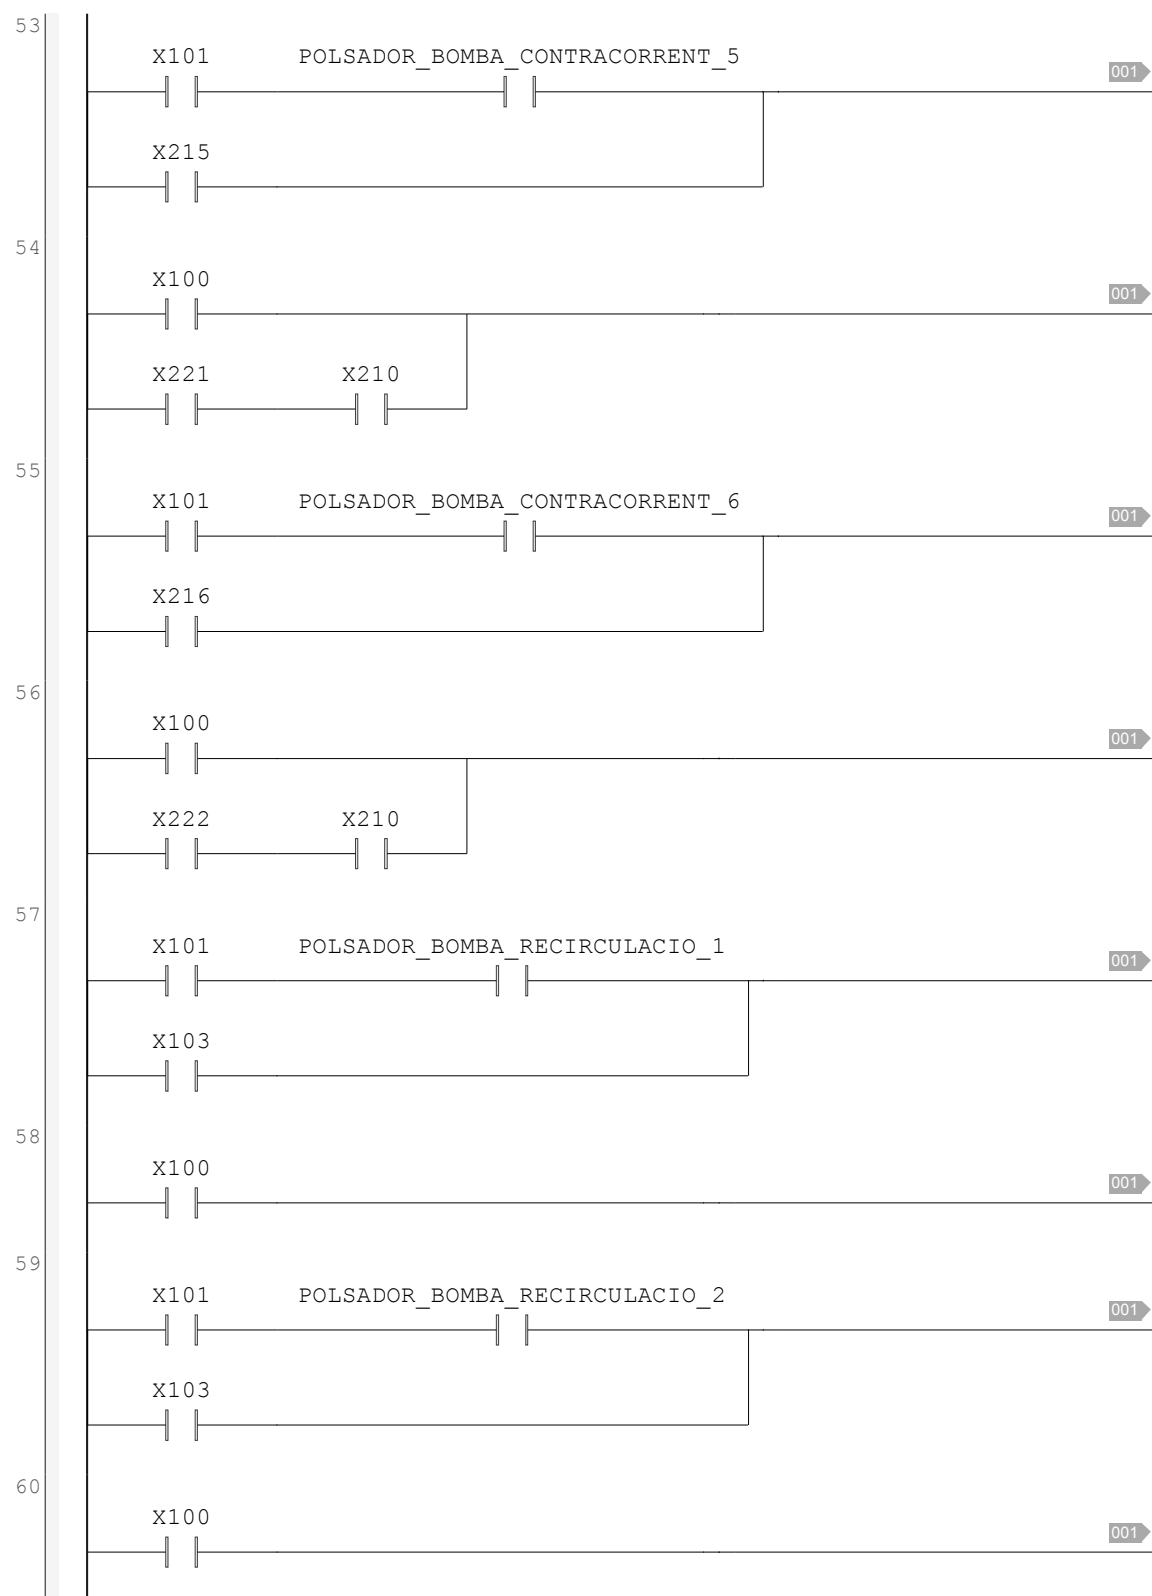 53
X101 POLSADOR_BOMBA_CONTRACORRENT_5
001
X215
54
X100
001
X221 X210
55
X101 POLSADOR_BOMBA_CONTRACORRENT_6
001
X216
56
X100
001
X222 X210
57
X101 POLSADOR_BOMBA_RECIRCULACIO_1
001
X103
58
X100
001
59
X101 POLSADOR_BOMBA_RECIRCULACIO_2
001
X103
60
X100
001